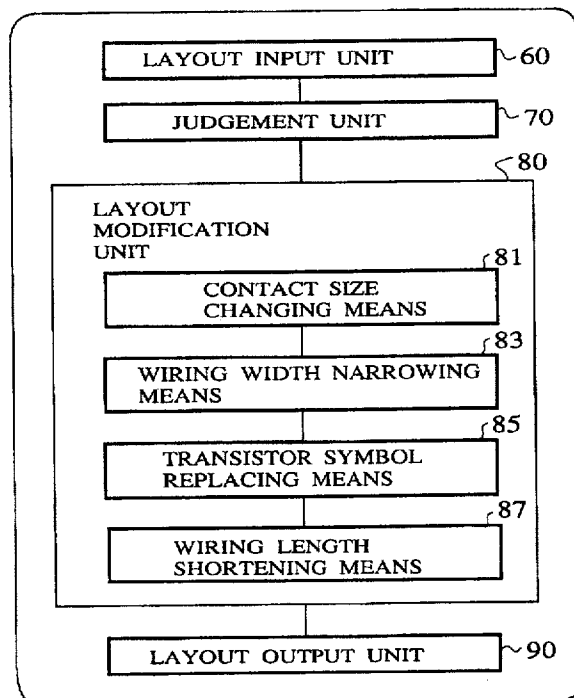 LAYOUT INPUT UNIT
60
JUDGEMENT UNIT
70
80
LAYOUT
MODIFICATION
UNIT
81
CONTACT SIZE
CHANGING MEANS
83
WIRING WIDTH NARROWING
MEANS
85
TRANSISTOR SYMBOL
REPLACING MEANS
87
WIRING LENGTH
SHORTENING MEANS
LAYOUT OUTPUT UNIT
90